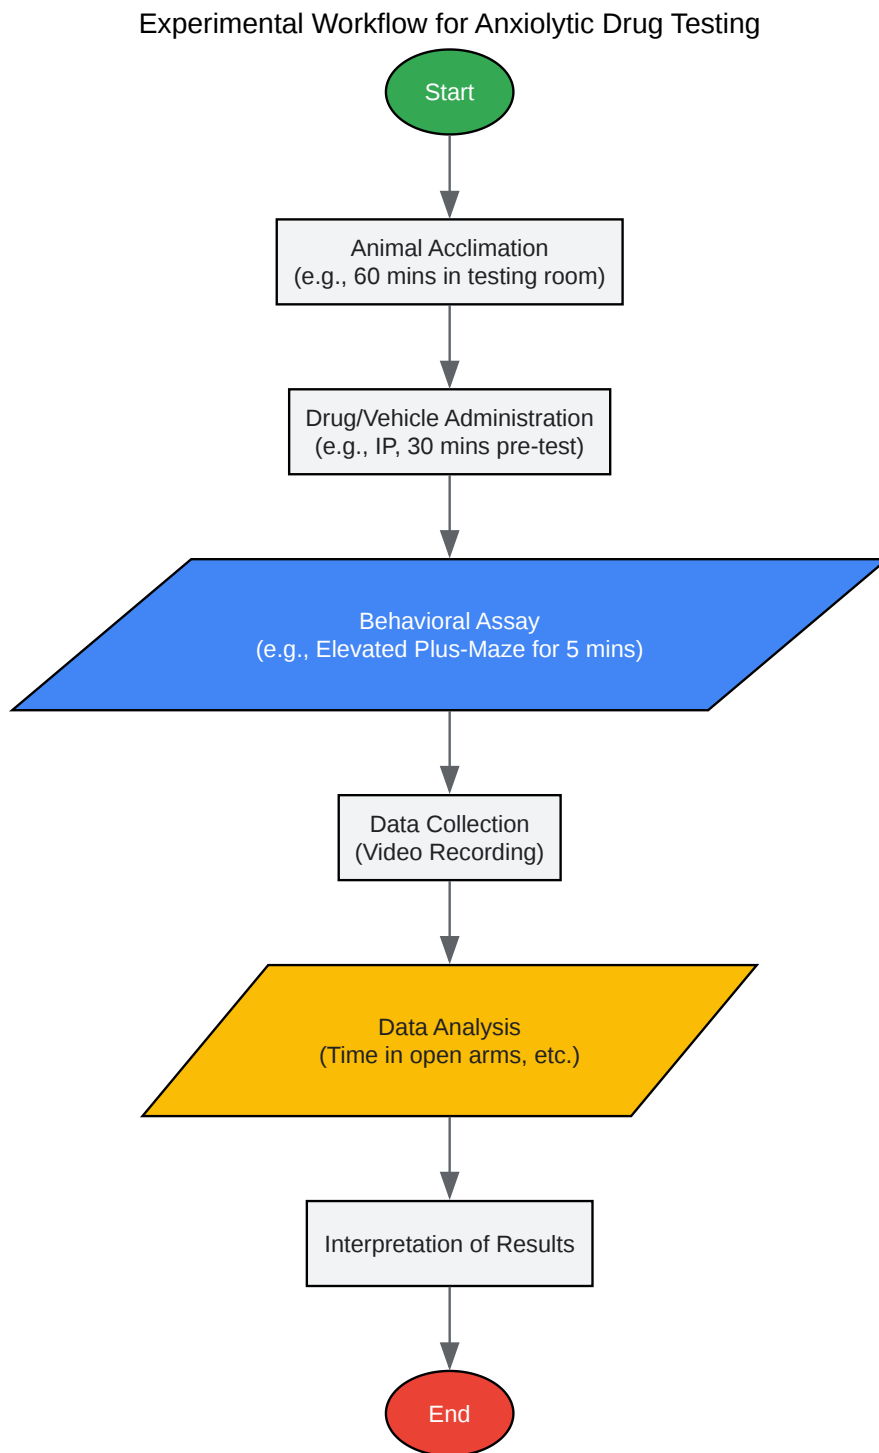 Experimental Workflow for Anxiolytic Drug Testing
Start
Animal Acclimation
(e.g., 60 mins in testing room)
Drug/Vehicle Administration
(e.g., IP, 30 mins pre-test)
Behavioral Assay
(e.g., Elevated Plus-Maze for 5 mins)
Data Collection
(Video Recording)
Data Analysis
(Time in open arms, etc.)
Interpretation of Results
End